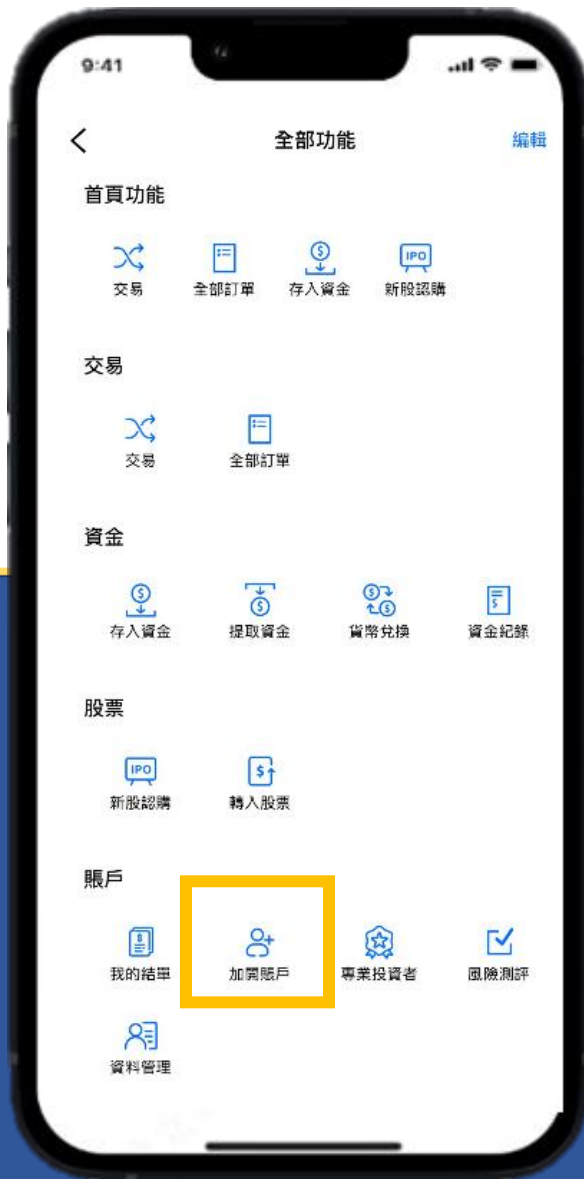 9:41
全部功能 編輯
首頁功能
IPO
交易 全部訂單 存入資金 新股認購
交易
交易 全部訂單
資金
存入資金 提取資金 貨幣兌換 資金紀錄
股票
IPO
新股認購 轉入股票
賬戶
我的結單 加開賬戶 專業投資者 風險測評
資料管理